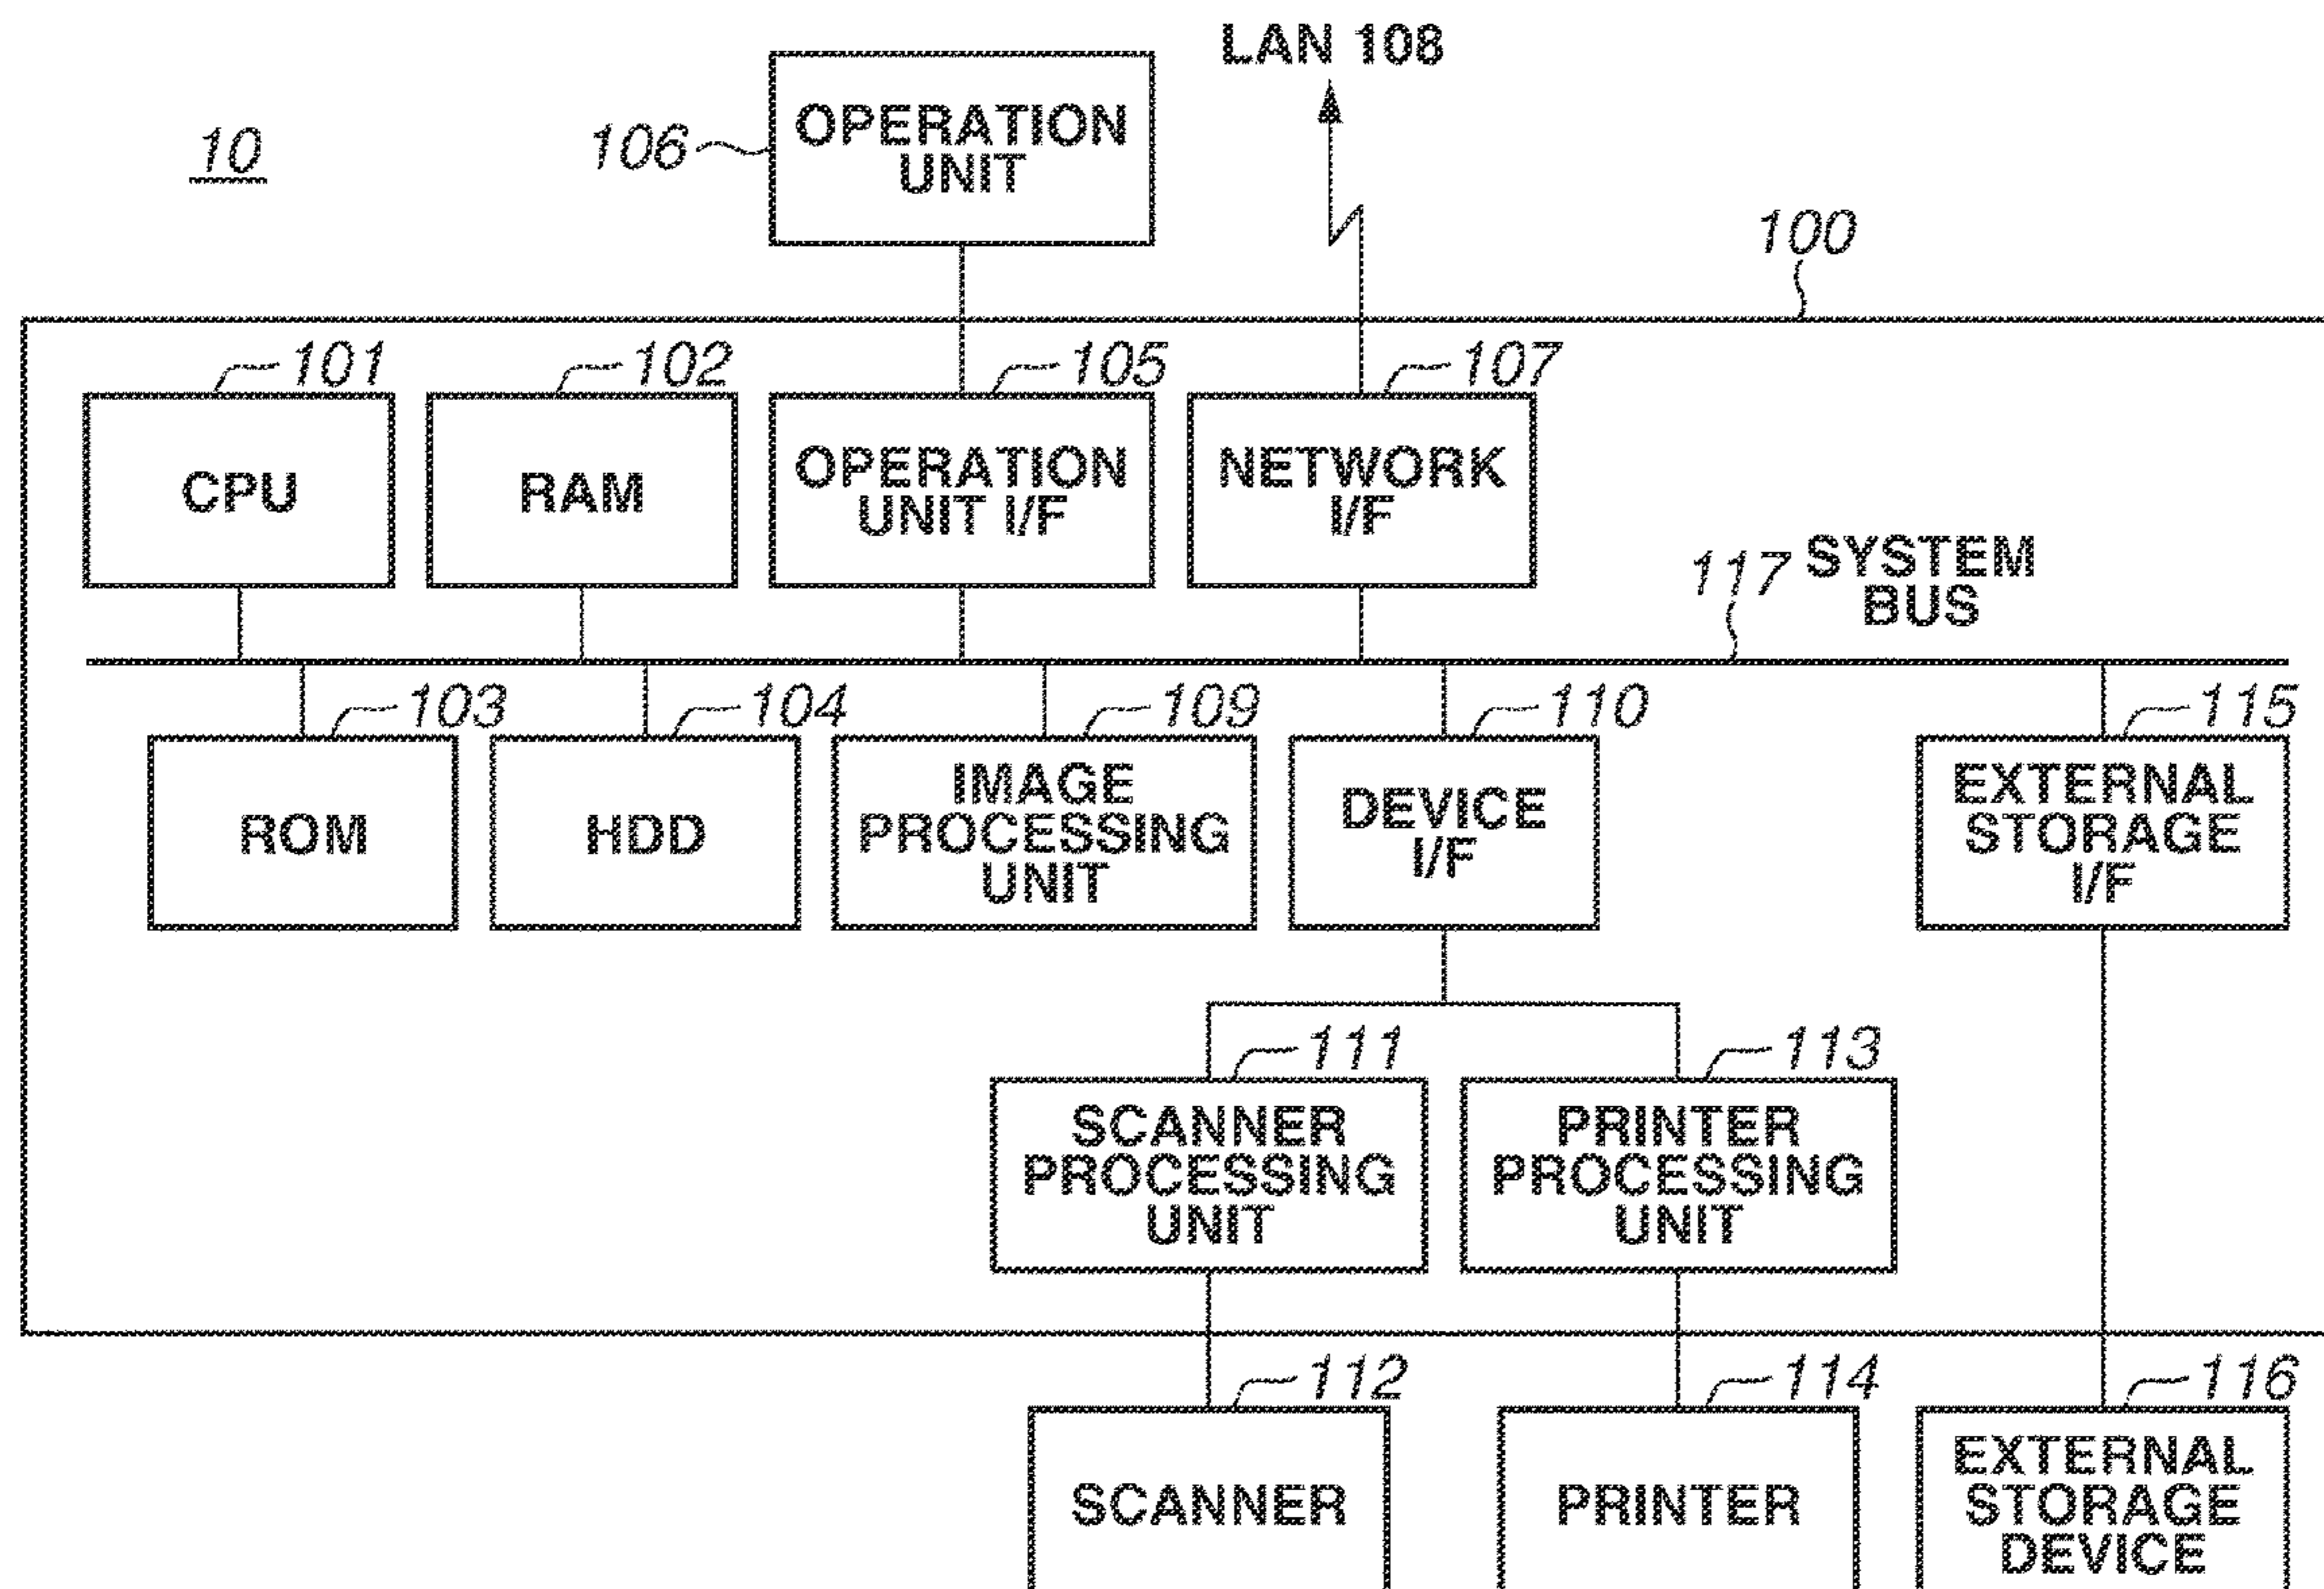 LAN 108
10
106
OPERATION
UNIT
100
101
102
105
107
CPU
RAM
OPERATION
UNIT I/F
NETWORK
I/F
117
SYSTEM
BUS
103
104
109
110
115
ROM
HDD
IMAGE
PROCESSING
UNIT
DEVICE
I/F
EXTERNAL
STORAGE
I/F
111
113
SCANNER
PROCESSING
UNIT
PRINTER
PROCESSING
UNIT
112
114
116
SCANNER
PRINTER
EXTERNAL
STORAGE
DEVICE